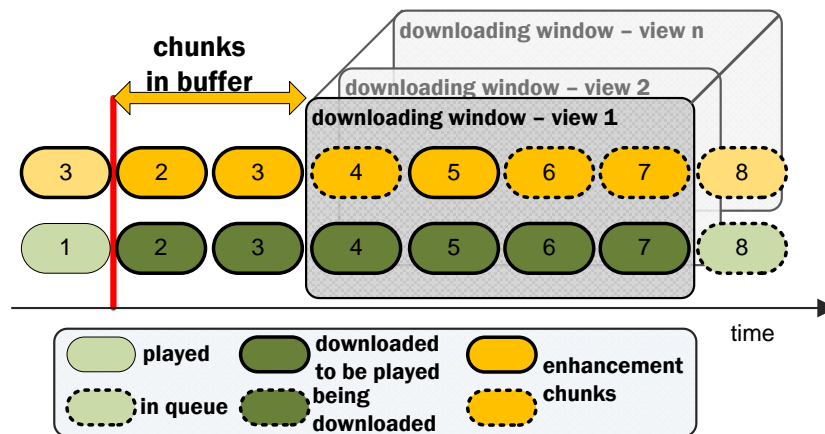 downloading window – view n
chunks
in buffer
downloading window – view 2
downloading window – view 1
3 2 3 4 5 6 7 8
1 2 3 4 5 6 7 8
time
played
downloaded
to be played
enhancement
chunks
in queue
being
downloaded